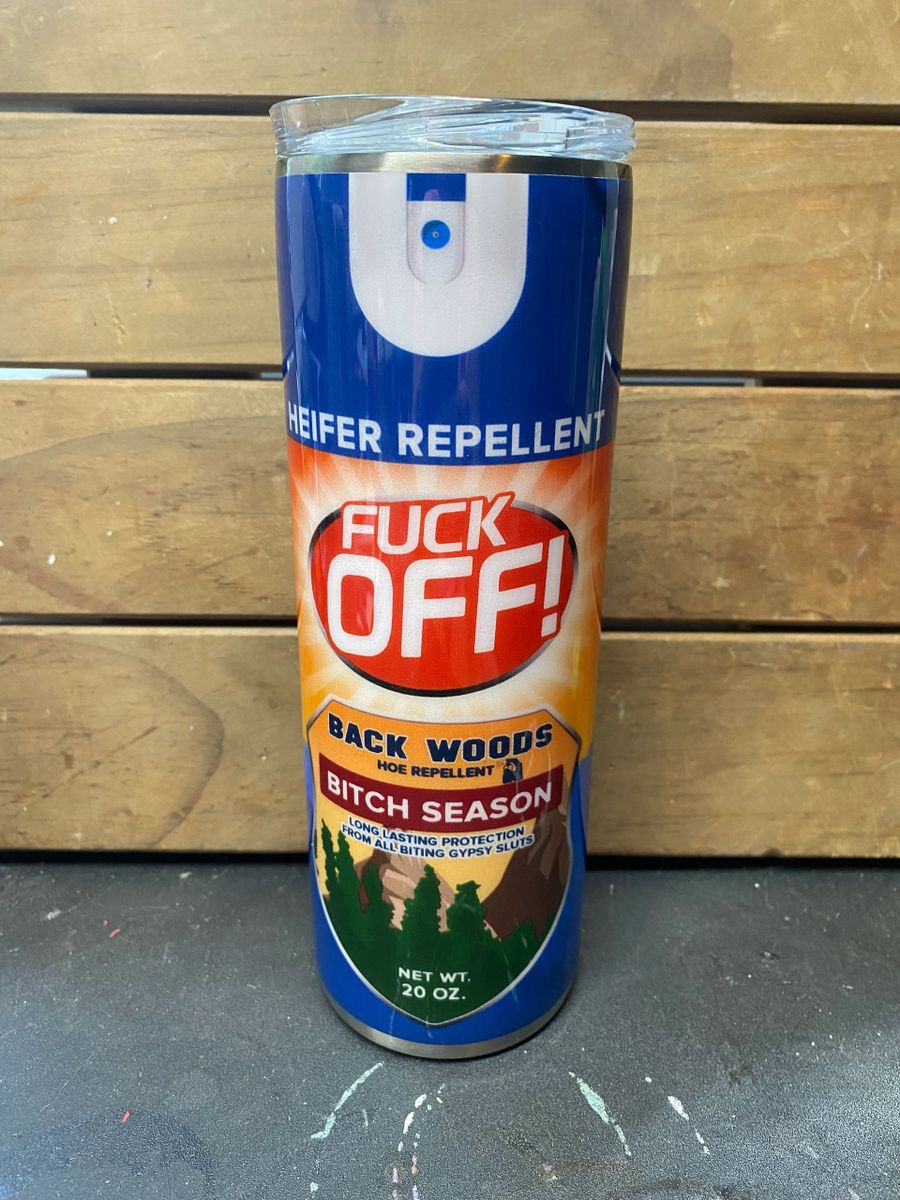 HEIFER REPELLENT
FUCK
OFF!
BACK WOODS
HOE REPELLENT
BITCH SEASON
LONG LASTING PROTECTION
FROM ALL BITING GYPSY SLUTS
NET WT.
20 OZ.